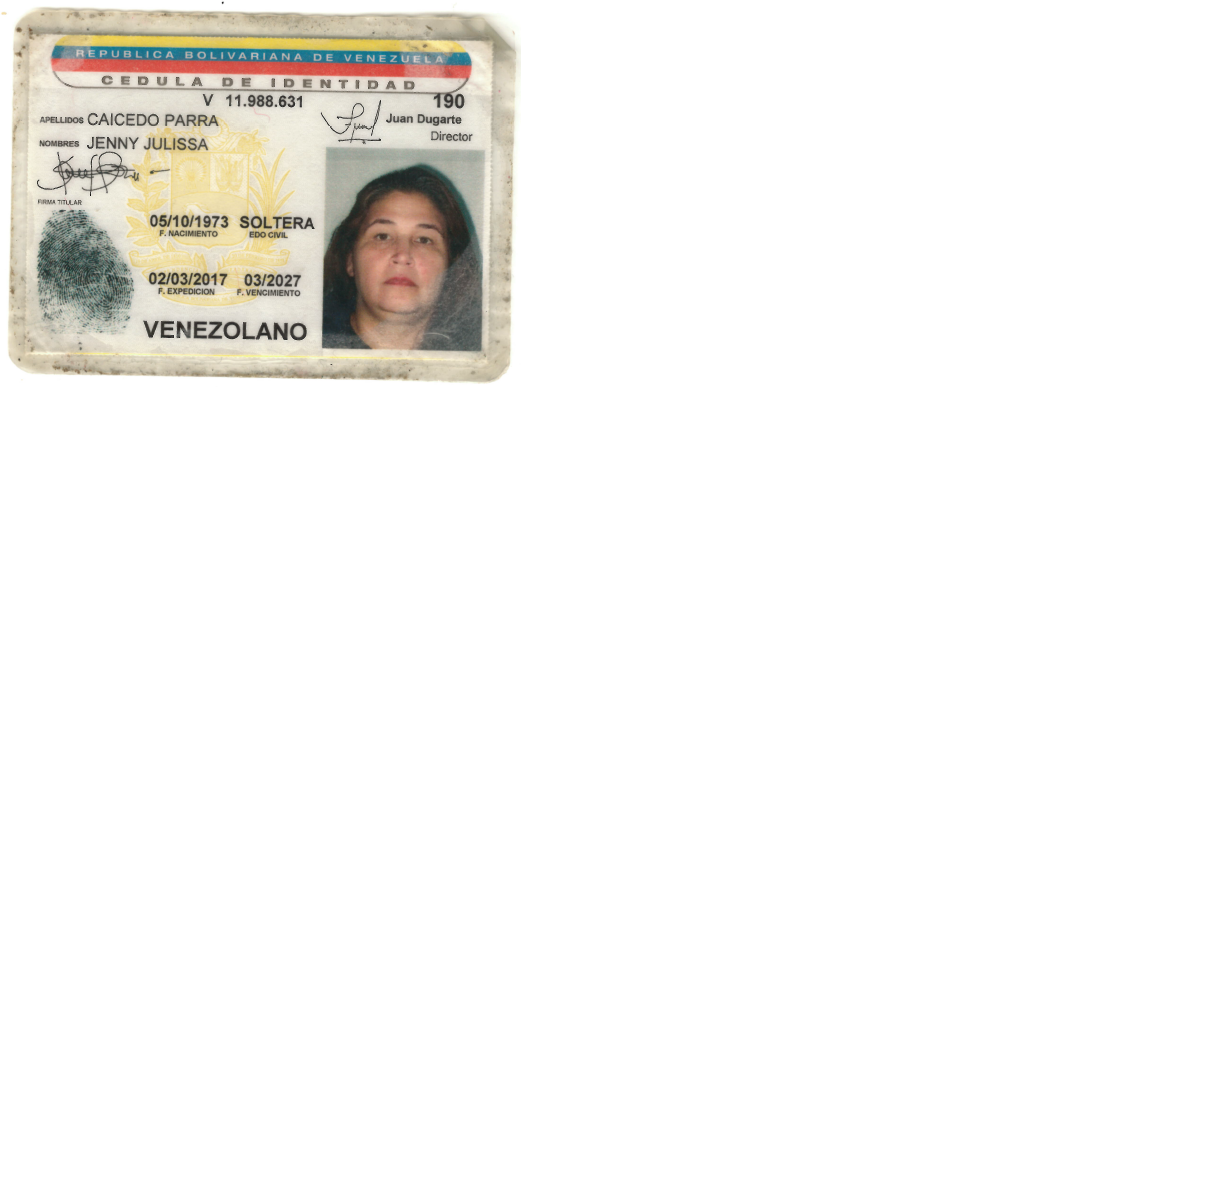 REPUBLICA BOLIVARIANA DE VENEZUELA
CEDULA DE IDENTIDAD
V 11.988.631
190
APELLIDOS CAICEDO PARRA
Juan Dugarte
Director
NOMBRES JENNY JULISSA
FIRMA TITULAR
05/10/1973 SOLTERA
F. NACIMIENTO EDO CIVIL
02/03/2017 03/2027
F. EXPEDICION F. VENCIMIENTO
VENEZOLANO